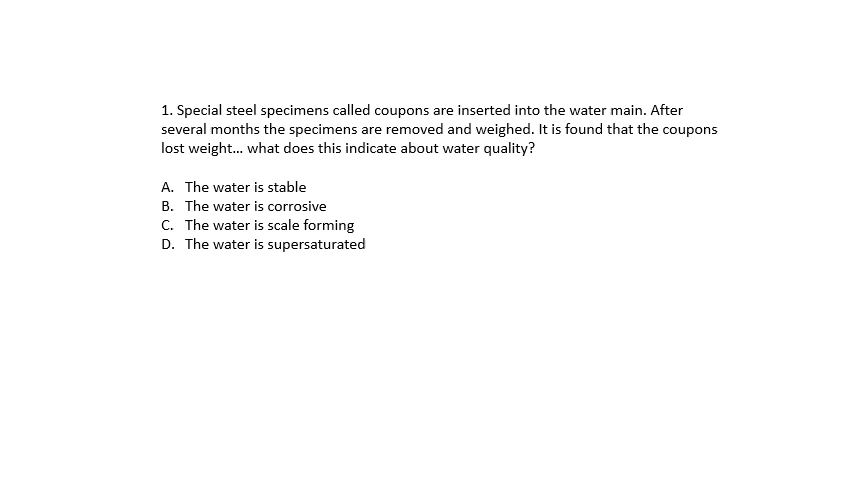 1. Special steel specimens called coupons are inserted into the water main. After
several months the specimens are removed and weighed. It is found that the coupons
lost weight... what does this indicate about water quality?
A. The water is stable
B. The water is corrosive
C. The water is scale forming
D. The water is supersaturated